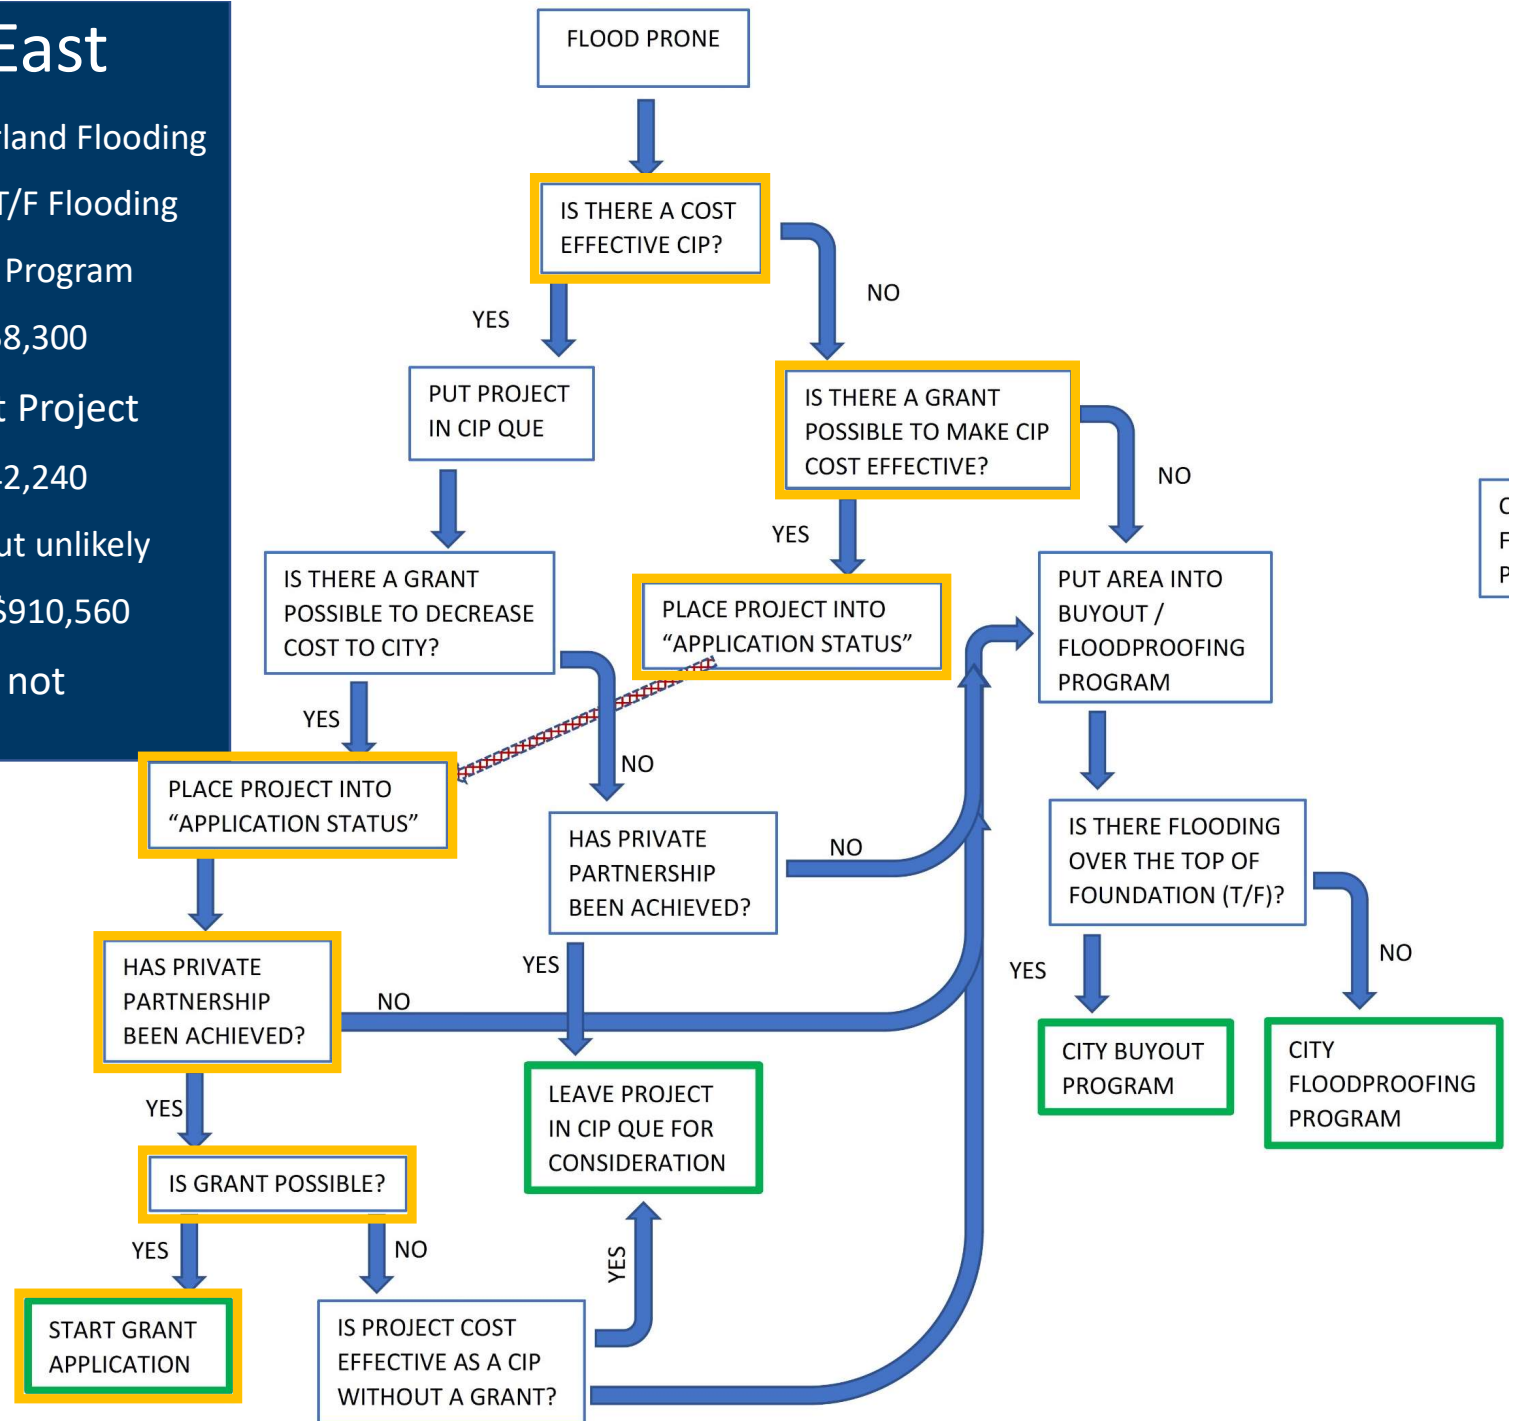 East
T/F Flooding
Program
8,300
Project
2,240
unlikely
$910,560
not
FLOOD PRONE
IS THERE A COST
EFFECTIVE CIP?
NO
YES
PUT PROJECT
IN CIP QUE
IS THERE A GRANT
POSSIBLE TO MAKE CIP
COST EFFECTIVE?
NO
YES
IS THERE A GRANT
POSSIBLE TO DECREASE
COST TO CITY?
PLACE PROJECT INTO
“APPLICATION STATUS”
PUT AREA INTO
BUYOUT /
FLOODPROOFING
PROGRAM
YES
NO
PLACE PROJECT INTO
“APPLICATION STATUS”
HAS PRIVATE
PARTNERSHIP
BEEN ACHIEVED?
NO
IS THERE FLOODING
OVER THE TOP OF
FOUNDATION (T/F)?
YES
NO
HAS PRIVATE
PARTNERSHIP
BEEN ACHIEVED?
NO
YES
CITY BUYOUT
PROGRAM
CITY
FLOODPROOFING
PROGRAM
LEAVE PROJECT
IN CIP QUE FOR
CONSIDERATION
YES
IS GRANT POSSIBLE?
YES
NO
YES
START GRANT
APPLICATION
IS PROJECT COST
EFFECTIVE AS A CIP
WITHOUT A GRANT?